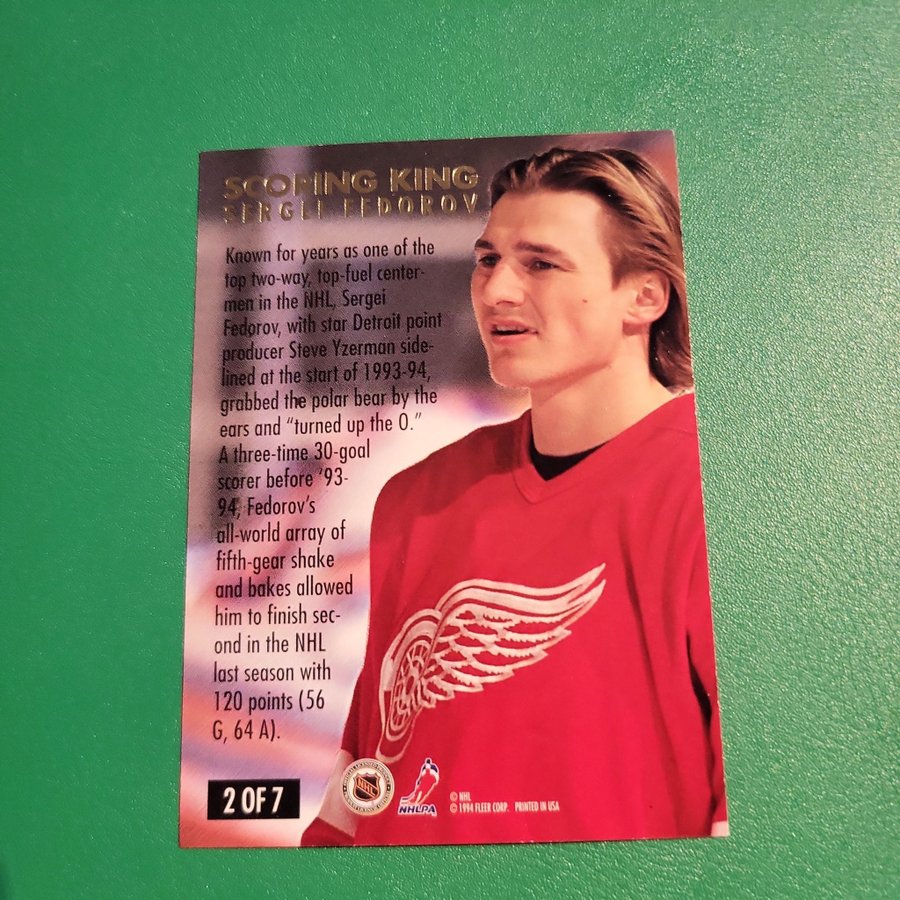 SCORING KING
SERGEI FEDOROV
Known for years as one of the
top two-way, top-fuel center-
men in the NHL, Sergei
Fedorov, with star Detroit point
producer Steve Yzerman side-
lined at the start of 1993-94,
grabbed the polar bear by the
ears and “turned up the O.”
A three-time 30-goal
scorer before ’93-
94, Fedorov’s
all-world array of
fifth-gear shake
and bakes allowed
him to finish sec-
ond in the NHL
last season with
120 points (56
G, 64 A).
2 OF 7
NHL
NHLPA
© NHL
© 1994 FLEER CORP. PRINTED IN USA